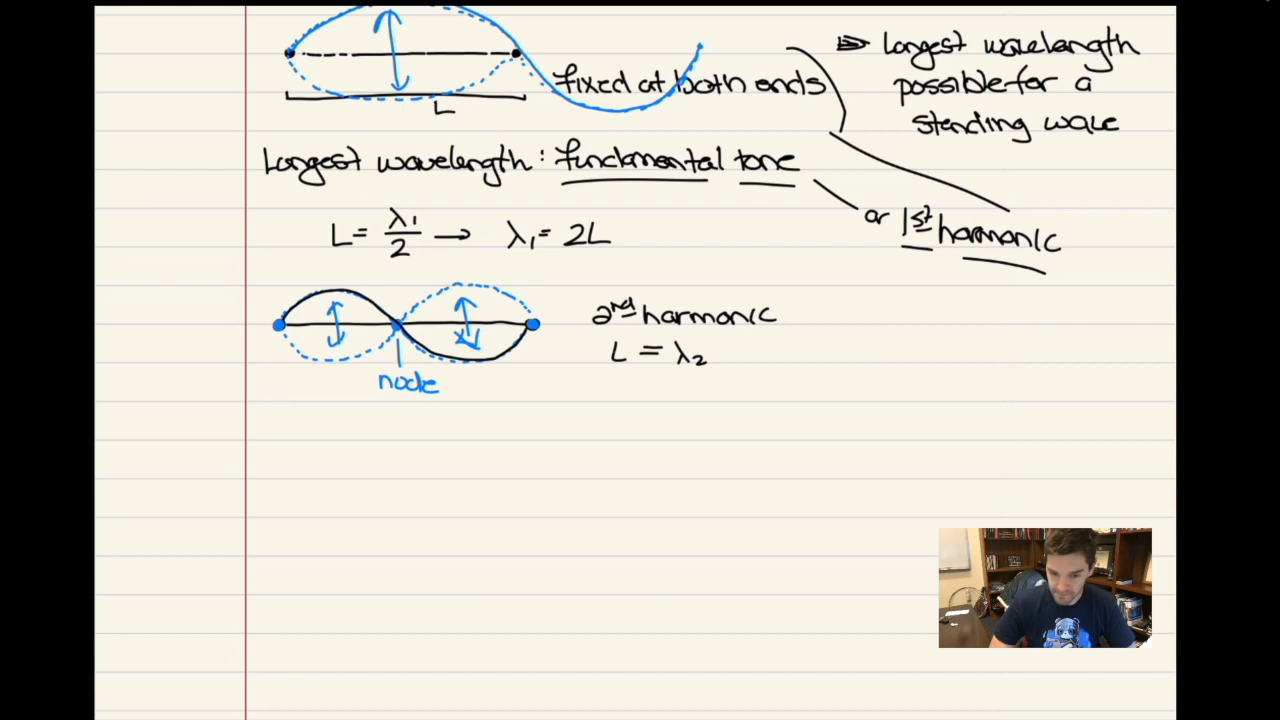 Longest wavelength
possible for a
standing wave
fixed at both ends
L
Longest wavelength: fundamental tone
or 1st harmonic
L = λ1/2 → λ1 = 2L
2nd harmonic
L = λ2
node